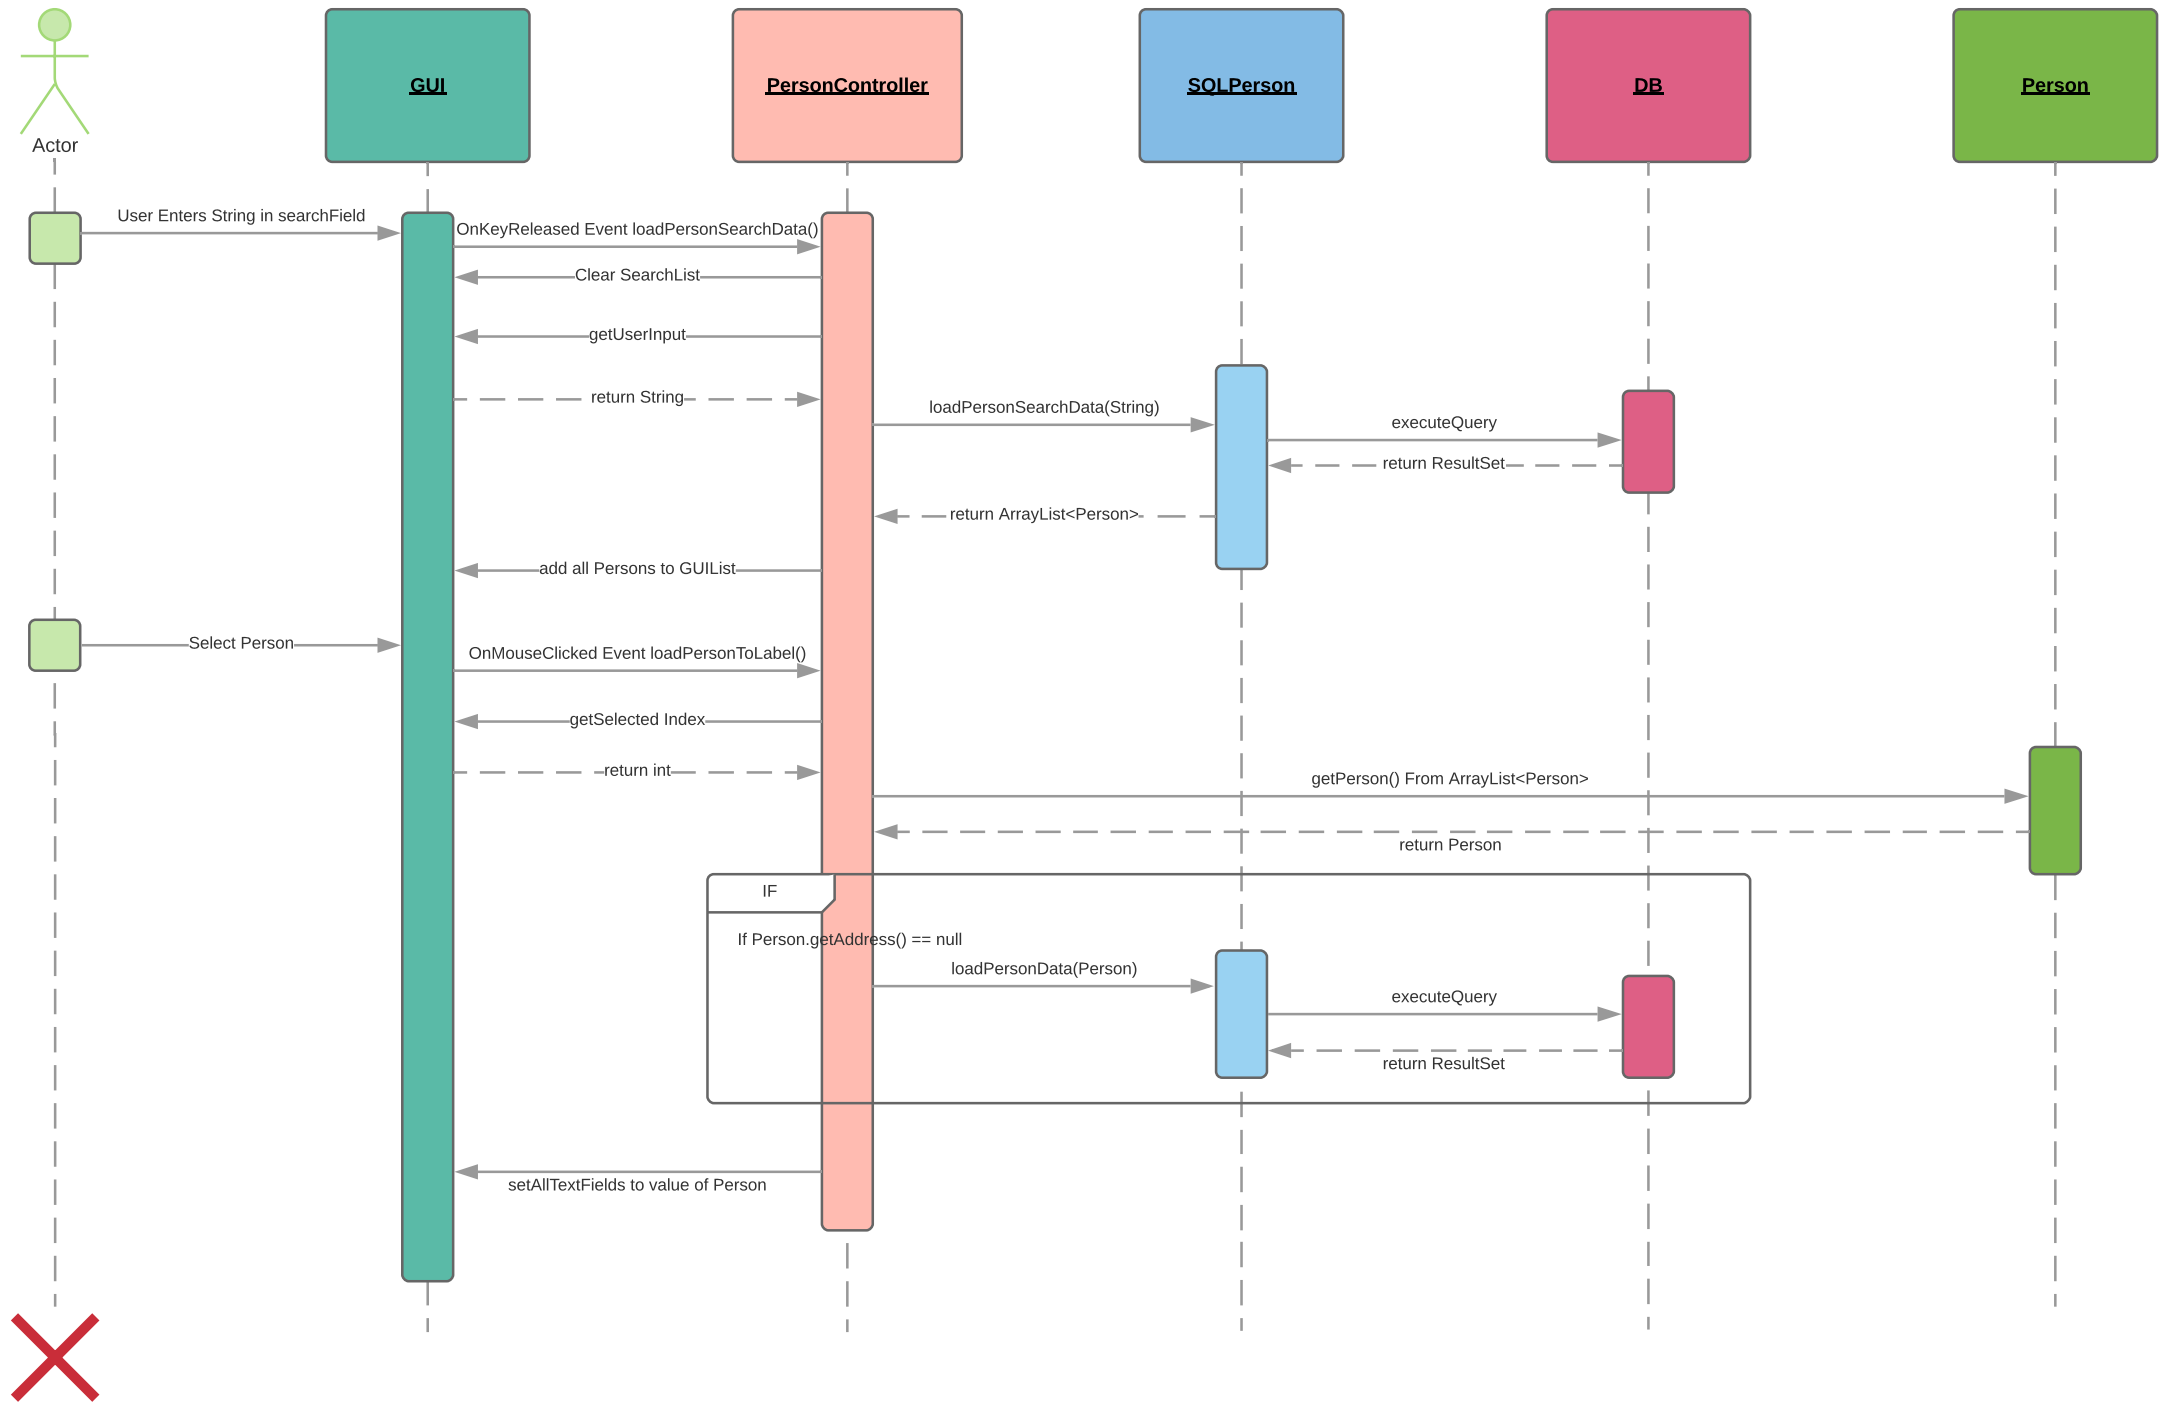 Actor
GUI
PersonController
SQLPerson
DB
Person
User Enters String in searchField
OnKeyReleased Event loadPersonSearchData()
Clear SearchList
getUserInput
return String
loadPersonSearchData(String)
executeQuery
return ResultSet
return ArrayList<Person>
add all Persons to GUIList
Select Person
OnMouseClicked Event loadPersonToLabel()
getSelected Index
return int
getPerson() From ArrayList<Person>
return Person
IF
If Person.getAddress() == null
loadPersonData(Person)
executeQuery
return ResultSet
setAllTextFields to value of Person